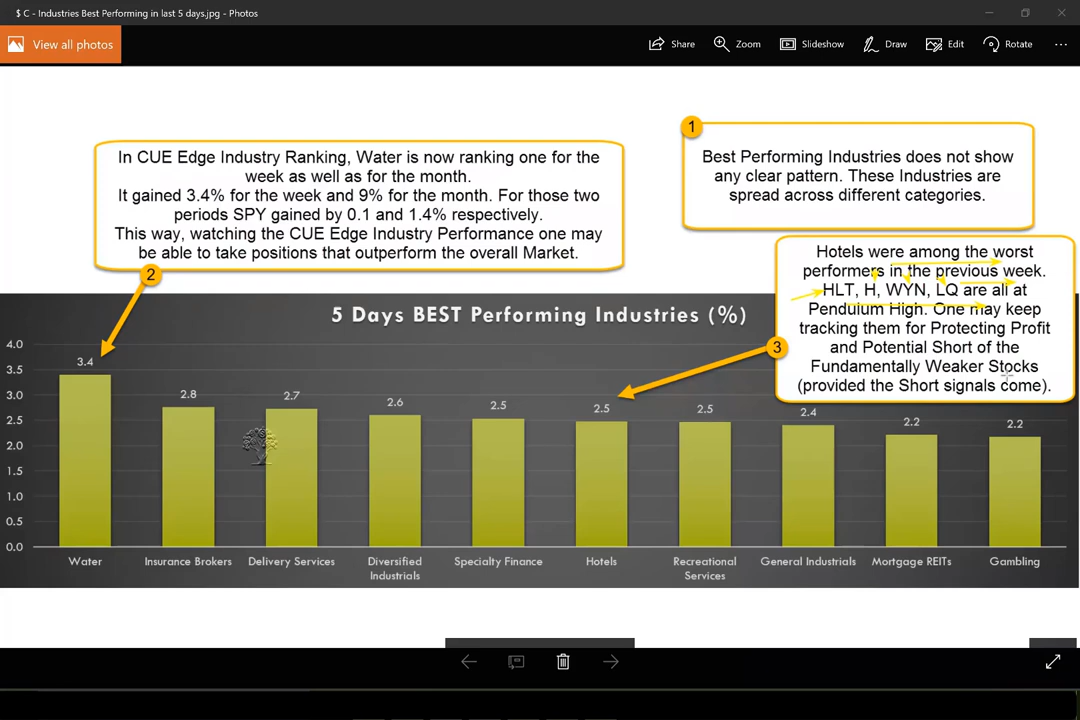 $ C - Industries Best Performing in last 5 days.jpg - Photos
View all photos
Share
Zoom
Slideshow
Draw
Edit
Rotate
1
Best Performing Industries does not show
any clear pattern. These Industries are
spread across different categories.
In CUE Edge Industry Ranking, Water is now ranking one for the
week as well as for the month.
It gained 3.4% for the week and 9% for the month. For those two
periods SPY gained by 0.1 and 1.4% respectively.
This way, watching the CUE Edge Industry Performance one may
be able to take positions that outperform the overall Market.
2
Hotels were among the worst
performers in the previous week.
HLT, H, WYN, LQ are all at
Pendulum High. One may keep
tracking them for Protecting Profit
and Potential Short of the
Fundamentally Weaker Stocks
(provided the Short signals come).
3
5 Days BEST Performing Industries (%)
4.0
3.5
3.0
2.5
2.0
1.5
1.0
0.5
0.0
3.4
2.8
2.7
2.6
2.5
2.5
2.5
2.4
2.2
2.2
Water
Insurance Brokers
Delivery Services
Diversified
Industrials
Specialty Finance
Hotels
Recreational
Services
General Industrials
Mortgage REITs
Gambling